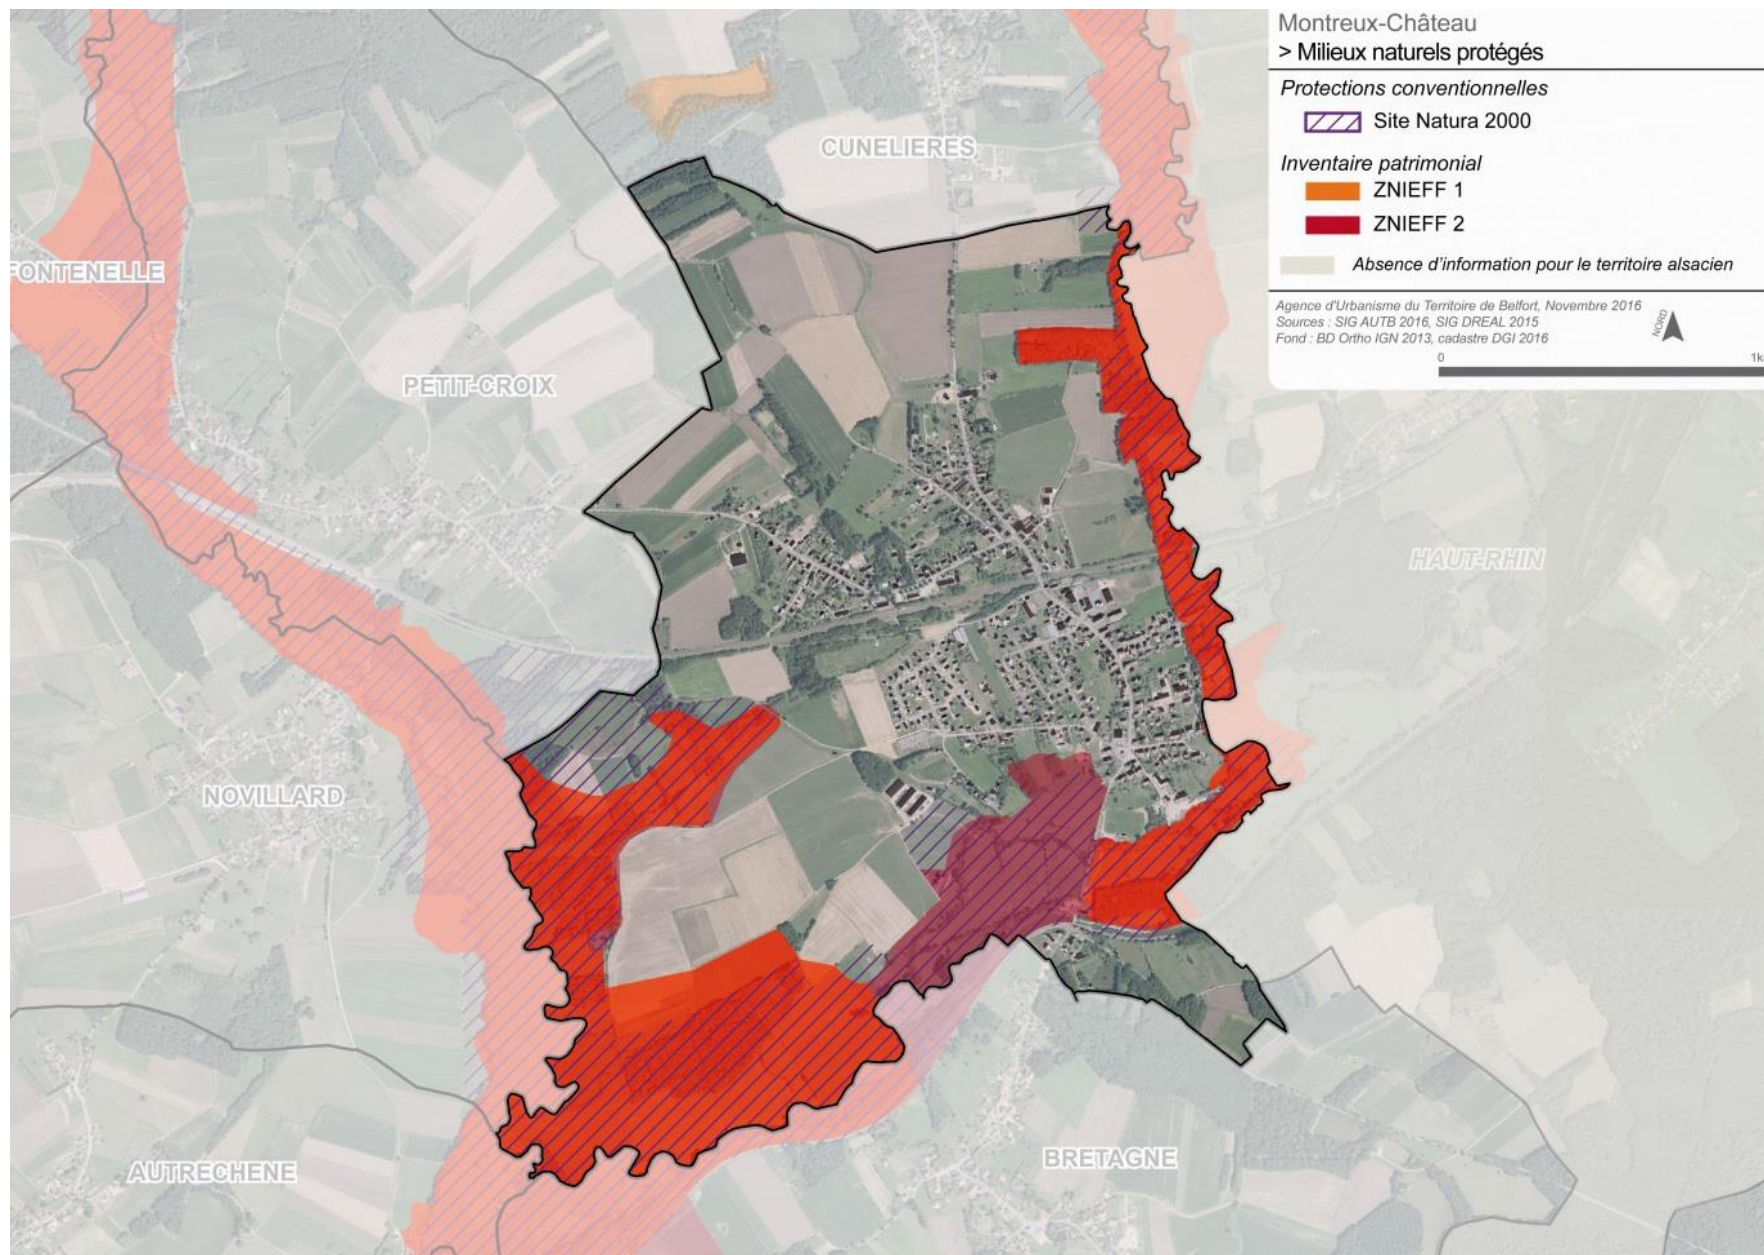 Montreux-Château
> Milieux naturels protégés
Protections conventionnelles
Site Natura 2000
Inventaire patrimonial
ZNIEFF 1
ZNIEFF 2
Absence d'information pour le territoire alsacien
Agence d'Urbanisme du Territoire de Belfort, Novembre 2016
Sources : SIG AUTB 2016, SIG DREAL 2015
Fond : BD Ortho IGN 2013, cadastre DGI 2016
NORD
0
CUNELIERES
FONTENELLE
PETIT-CROIX
HAUT-RHIN
NOVILLARD
BRETAGNE
AUTRECHENE